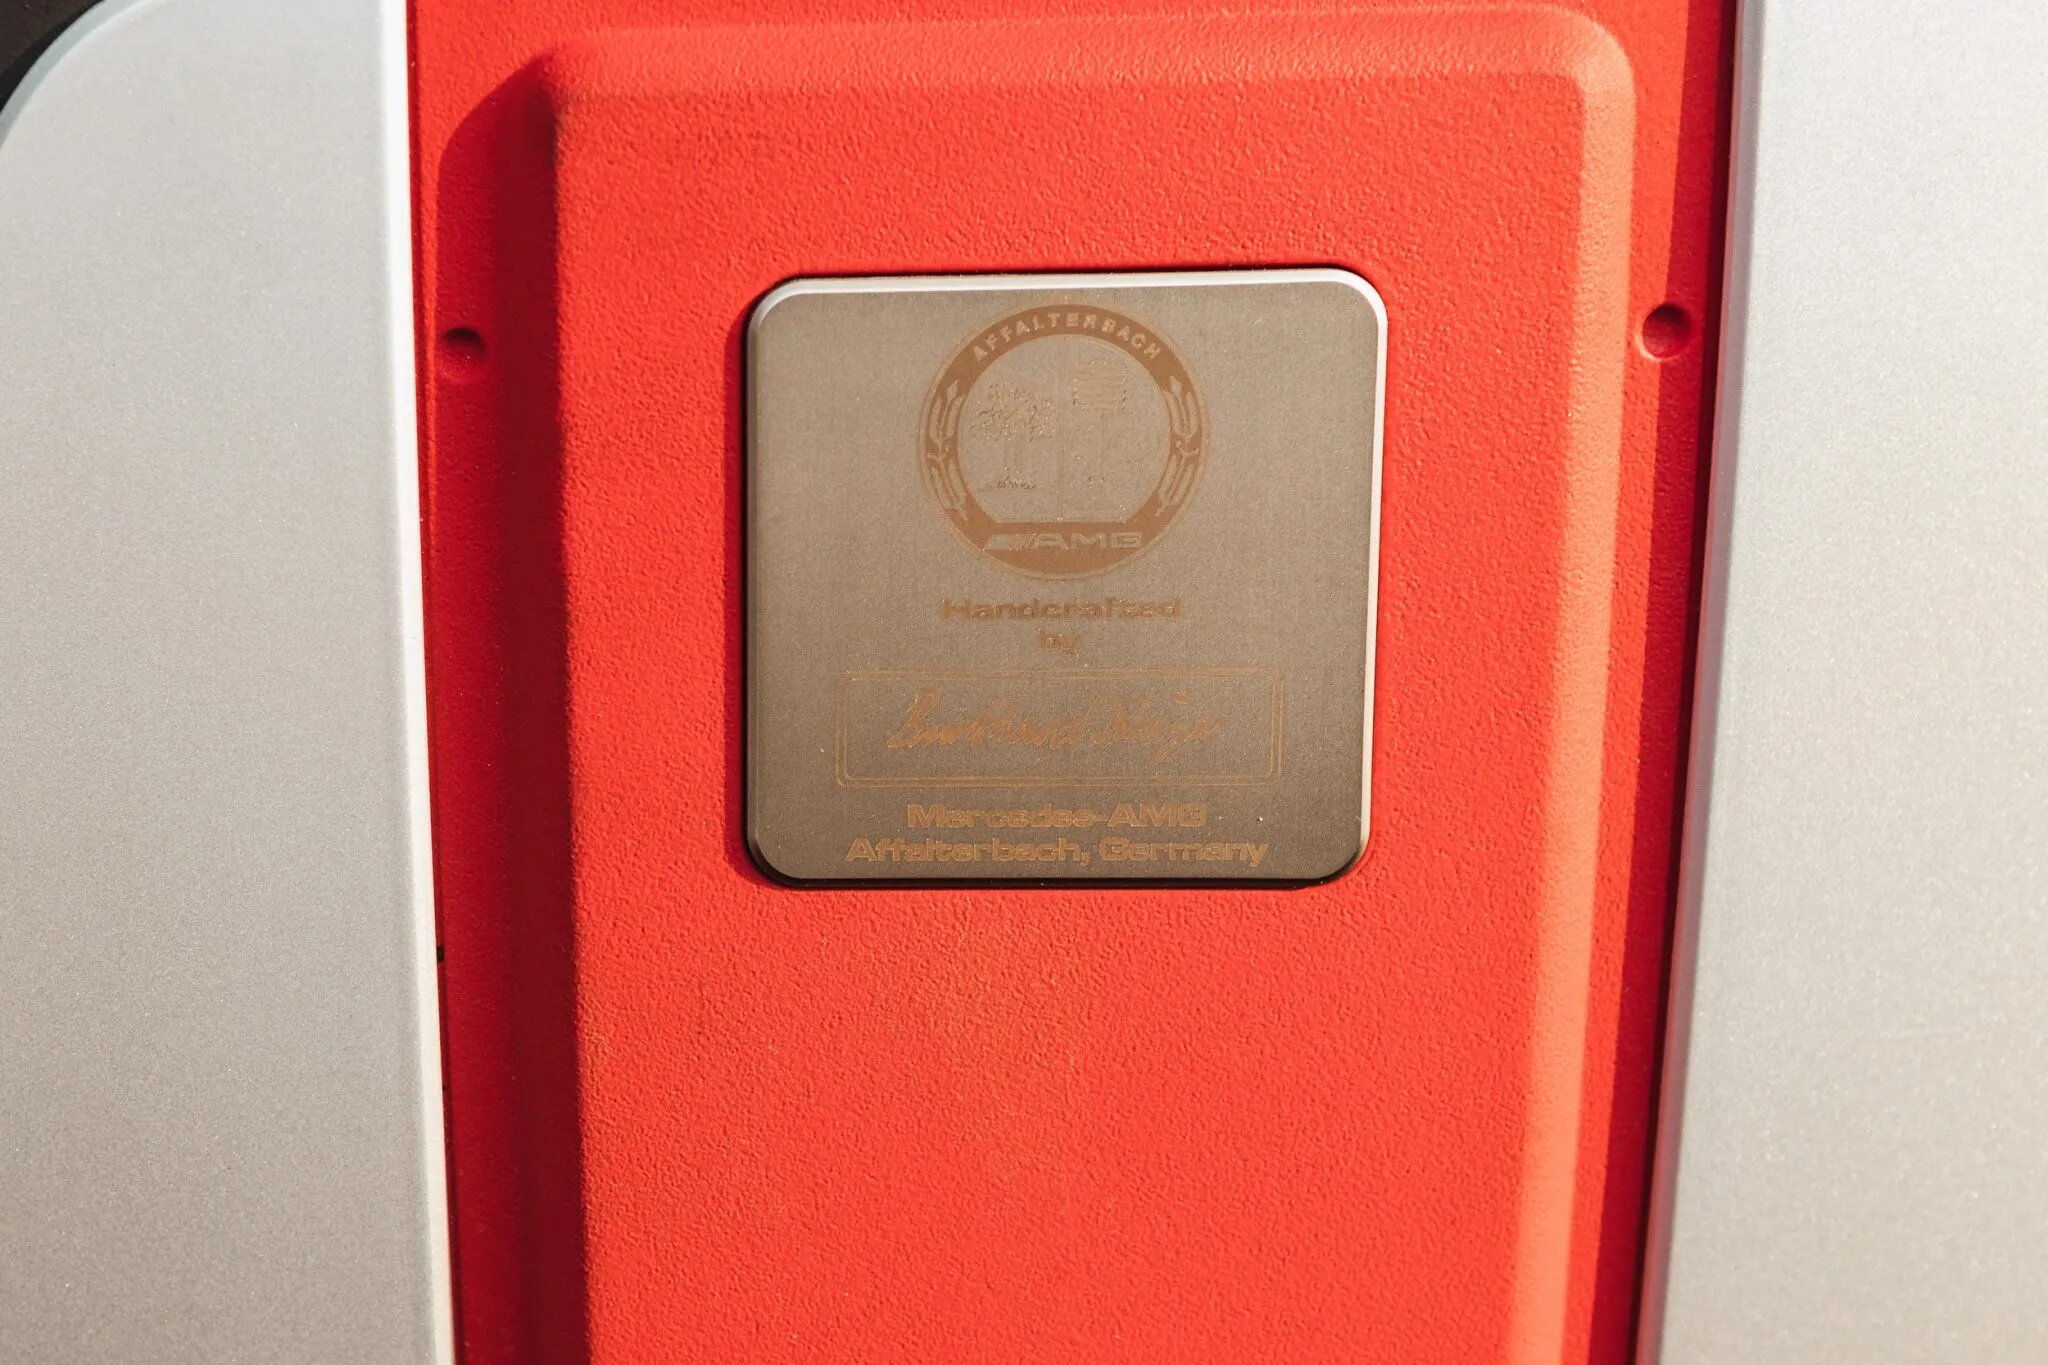 AFFALTERBACH
AMG
Handcrafted
by
Mercedes-AMG
Affalterbach, Germany